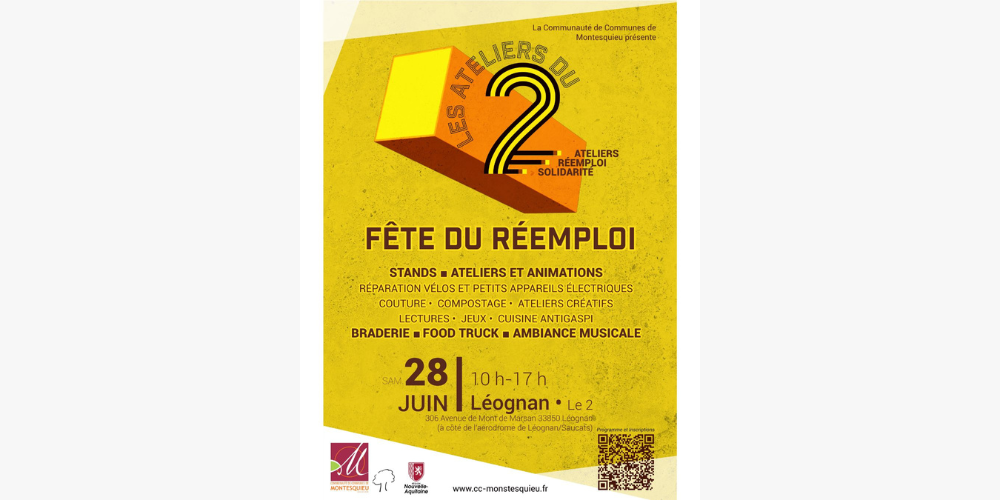 La Communauté de Communes de
Montesquieu présente
LES ATELIERS DU
2
ATELIERS
RÉEMPLOI
SOLIDARITÉ
FÊTE DU RÉEMPLOI
STANDS ■ ATELIERS ET ANIMATIONS
RÉPARATION VÉLOS ET PETITS APPAREILS ÉLECTRIQUES
COUTURE • COMPOSTAGE • ATELIERS CRÉATIFS
LECTURES • JEUX • CUISINE ANTIGASPI
BRADERIE ■ FOOD TRUCK ■ AMBIANCE MUSICALE
SAM. 28
JUIN
10 h-17 h
Léognan • Le 2
306 Avenue de Mont de Marsan 33850 Léognan
(à côté de l'aérodrome de Léognan/Saucats)
Programme et inscriptions
M
MONTESQUIEU
Nouvelle-
Aquitaine
www.cc-monstesquieu.fr